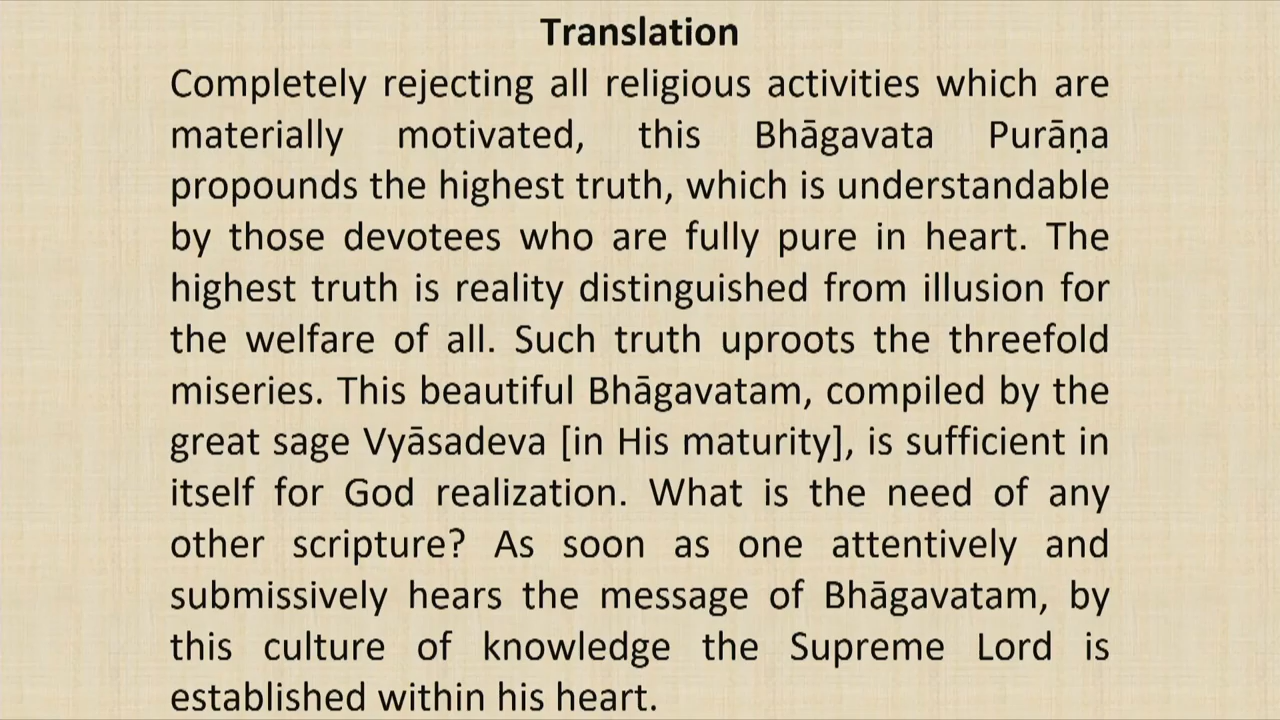 Translation
Completely rejecting all religious activities which are
materially motivated, this Bhāgavata Purāṇa
propounds the highest truth, which is understandable
by those devotees who are fully pure in heart. The
highest truth is reality distinguished from illusion for
the welfare of all. Such truth uproots the threefold
miseries. This beautiful Bhāgavatam, compiled by the
great sage Vyāsadeva [in His maturity], is sufficient in
itself for God realization. What is the need of any
other scripture? As soon as one attentively and
submissively hears the message of Bhāgavatam, by
this culture of knowledge the Supreme Lord is
established within his heart.